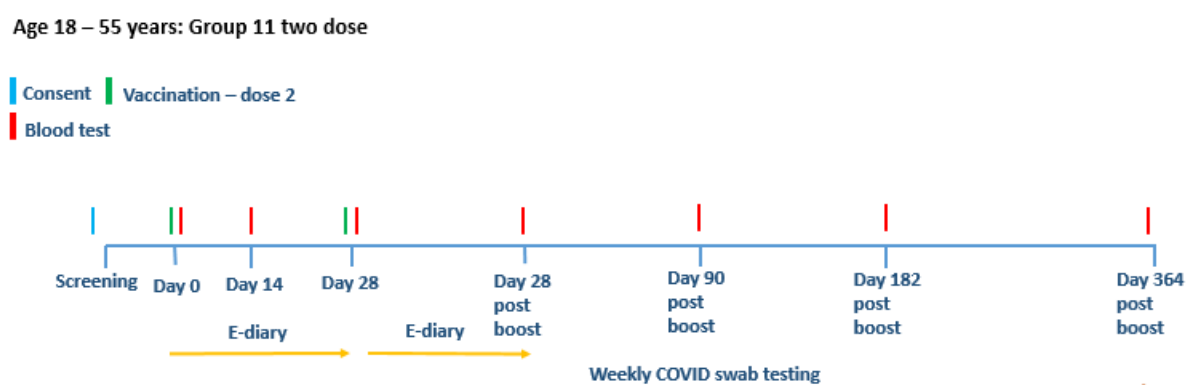 Age 18 – 55 years: Group 11 two dose
Consent
Vaccination – dose 2
Blood test
Screening
Day 0
Day 14
Day 28
Day 28
post
boost
Day 90
post
boost
Day 182
post
boost
Day 364
post
boost
E-diary
E-diary
Weekly COVID swab testing